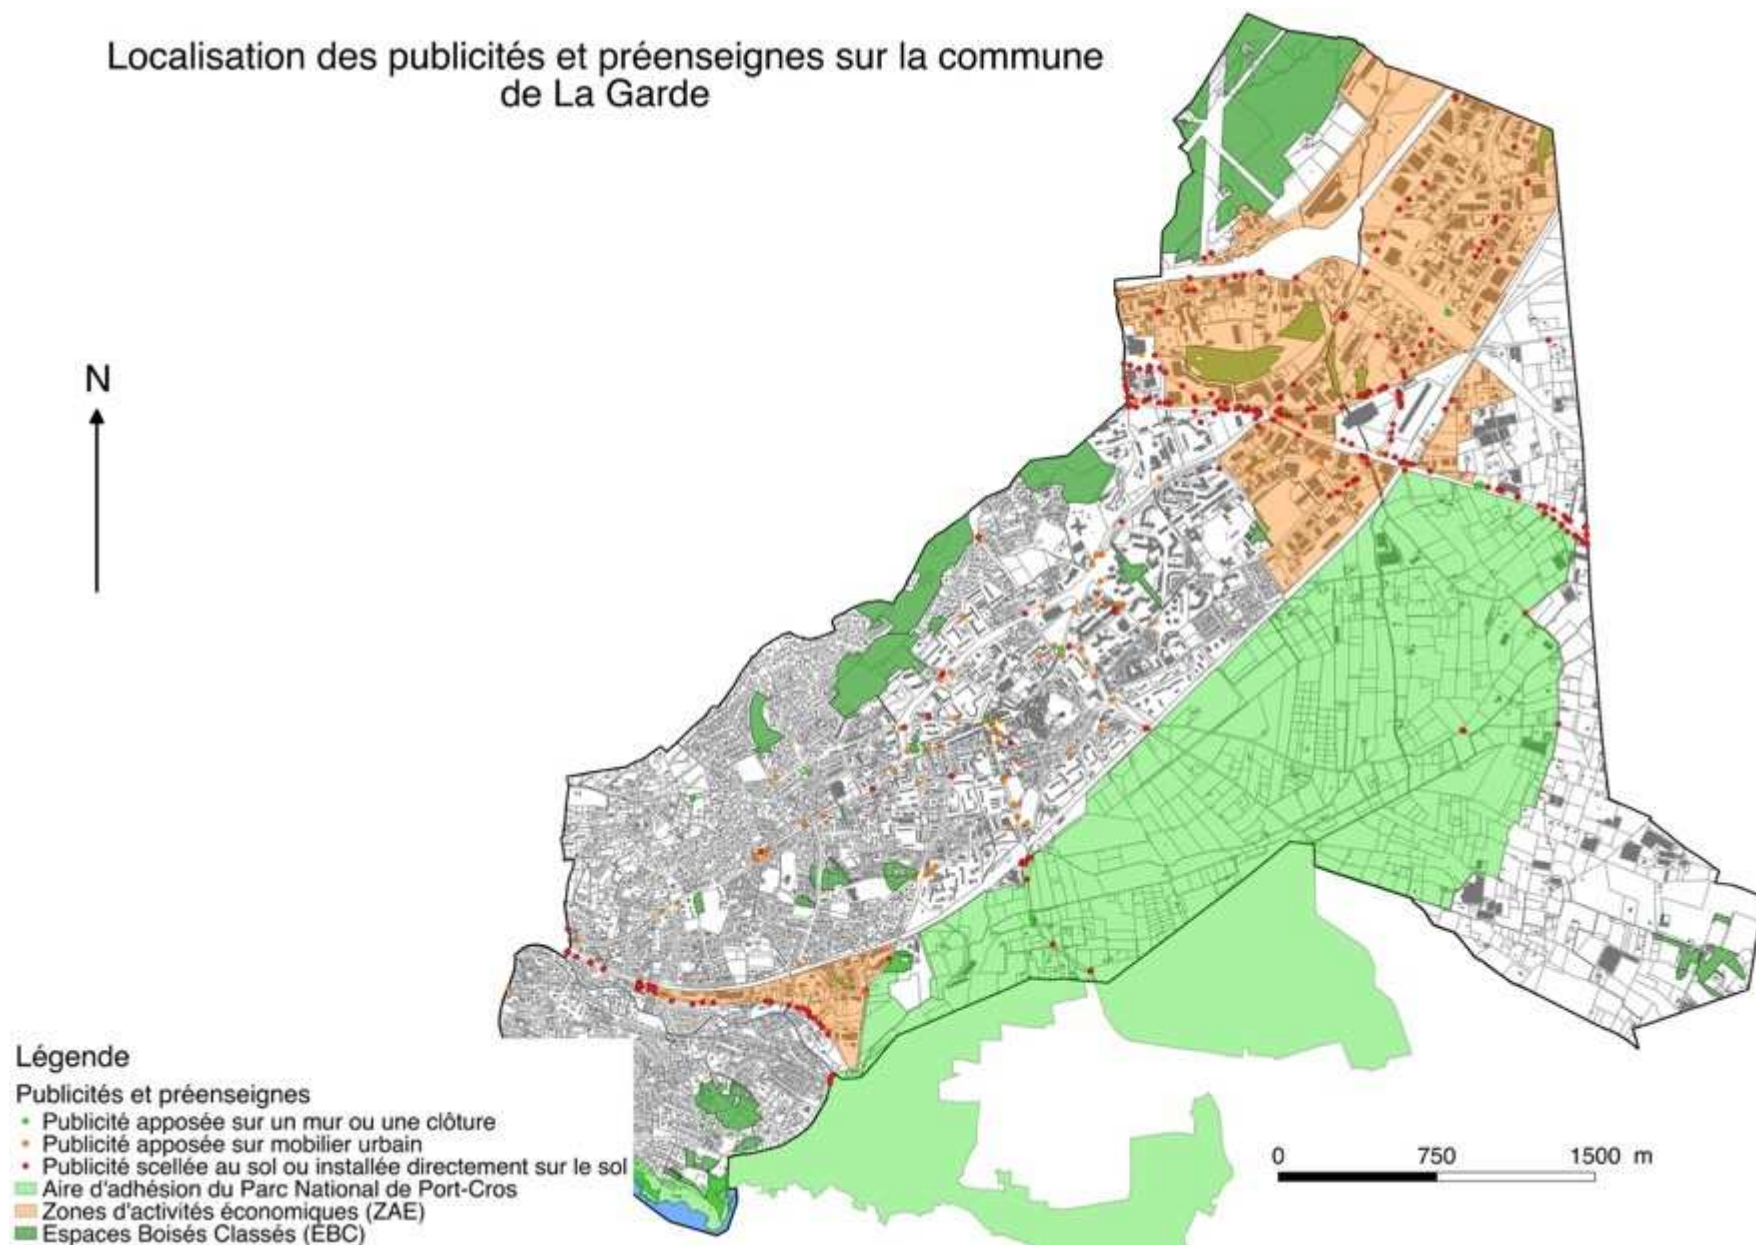 Localisation des publicités et préenseignes sur la commune
de La Garde
N
Légende
Publicités et préenseignes
Publicité apposée sur un mur ou une clôture
Publicité apposée sur mobilier urbain
Publicité scellée au sol ou installée directement sur le sol
Aire d'adhésion du Parc National de Port-Cros
Zones d'activités économiques (ZAE)
Espaces Boisés Classés (EBC)
0 750 1500 m